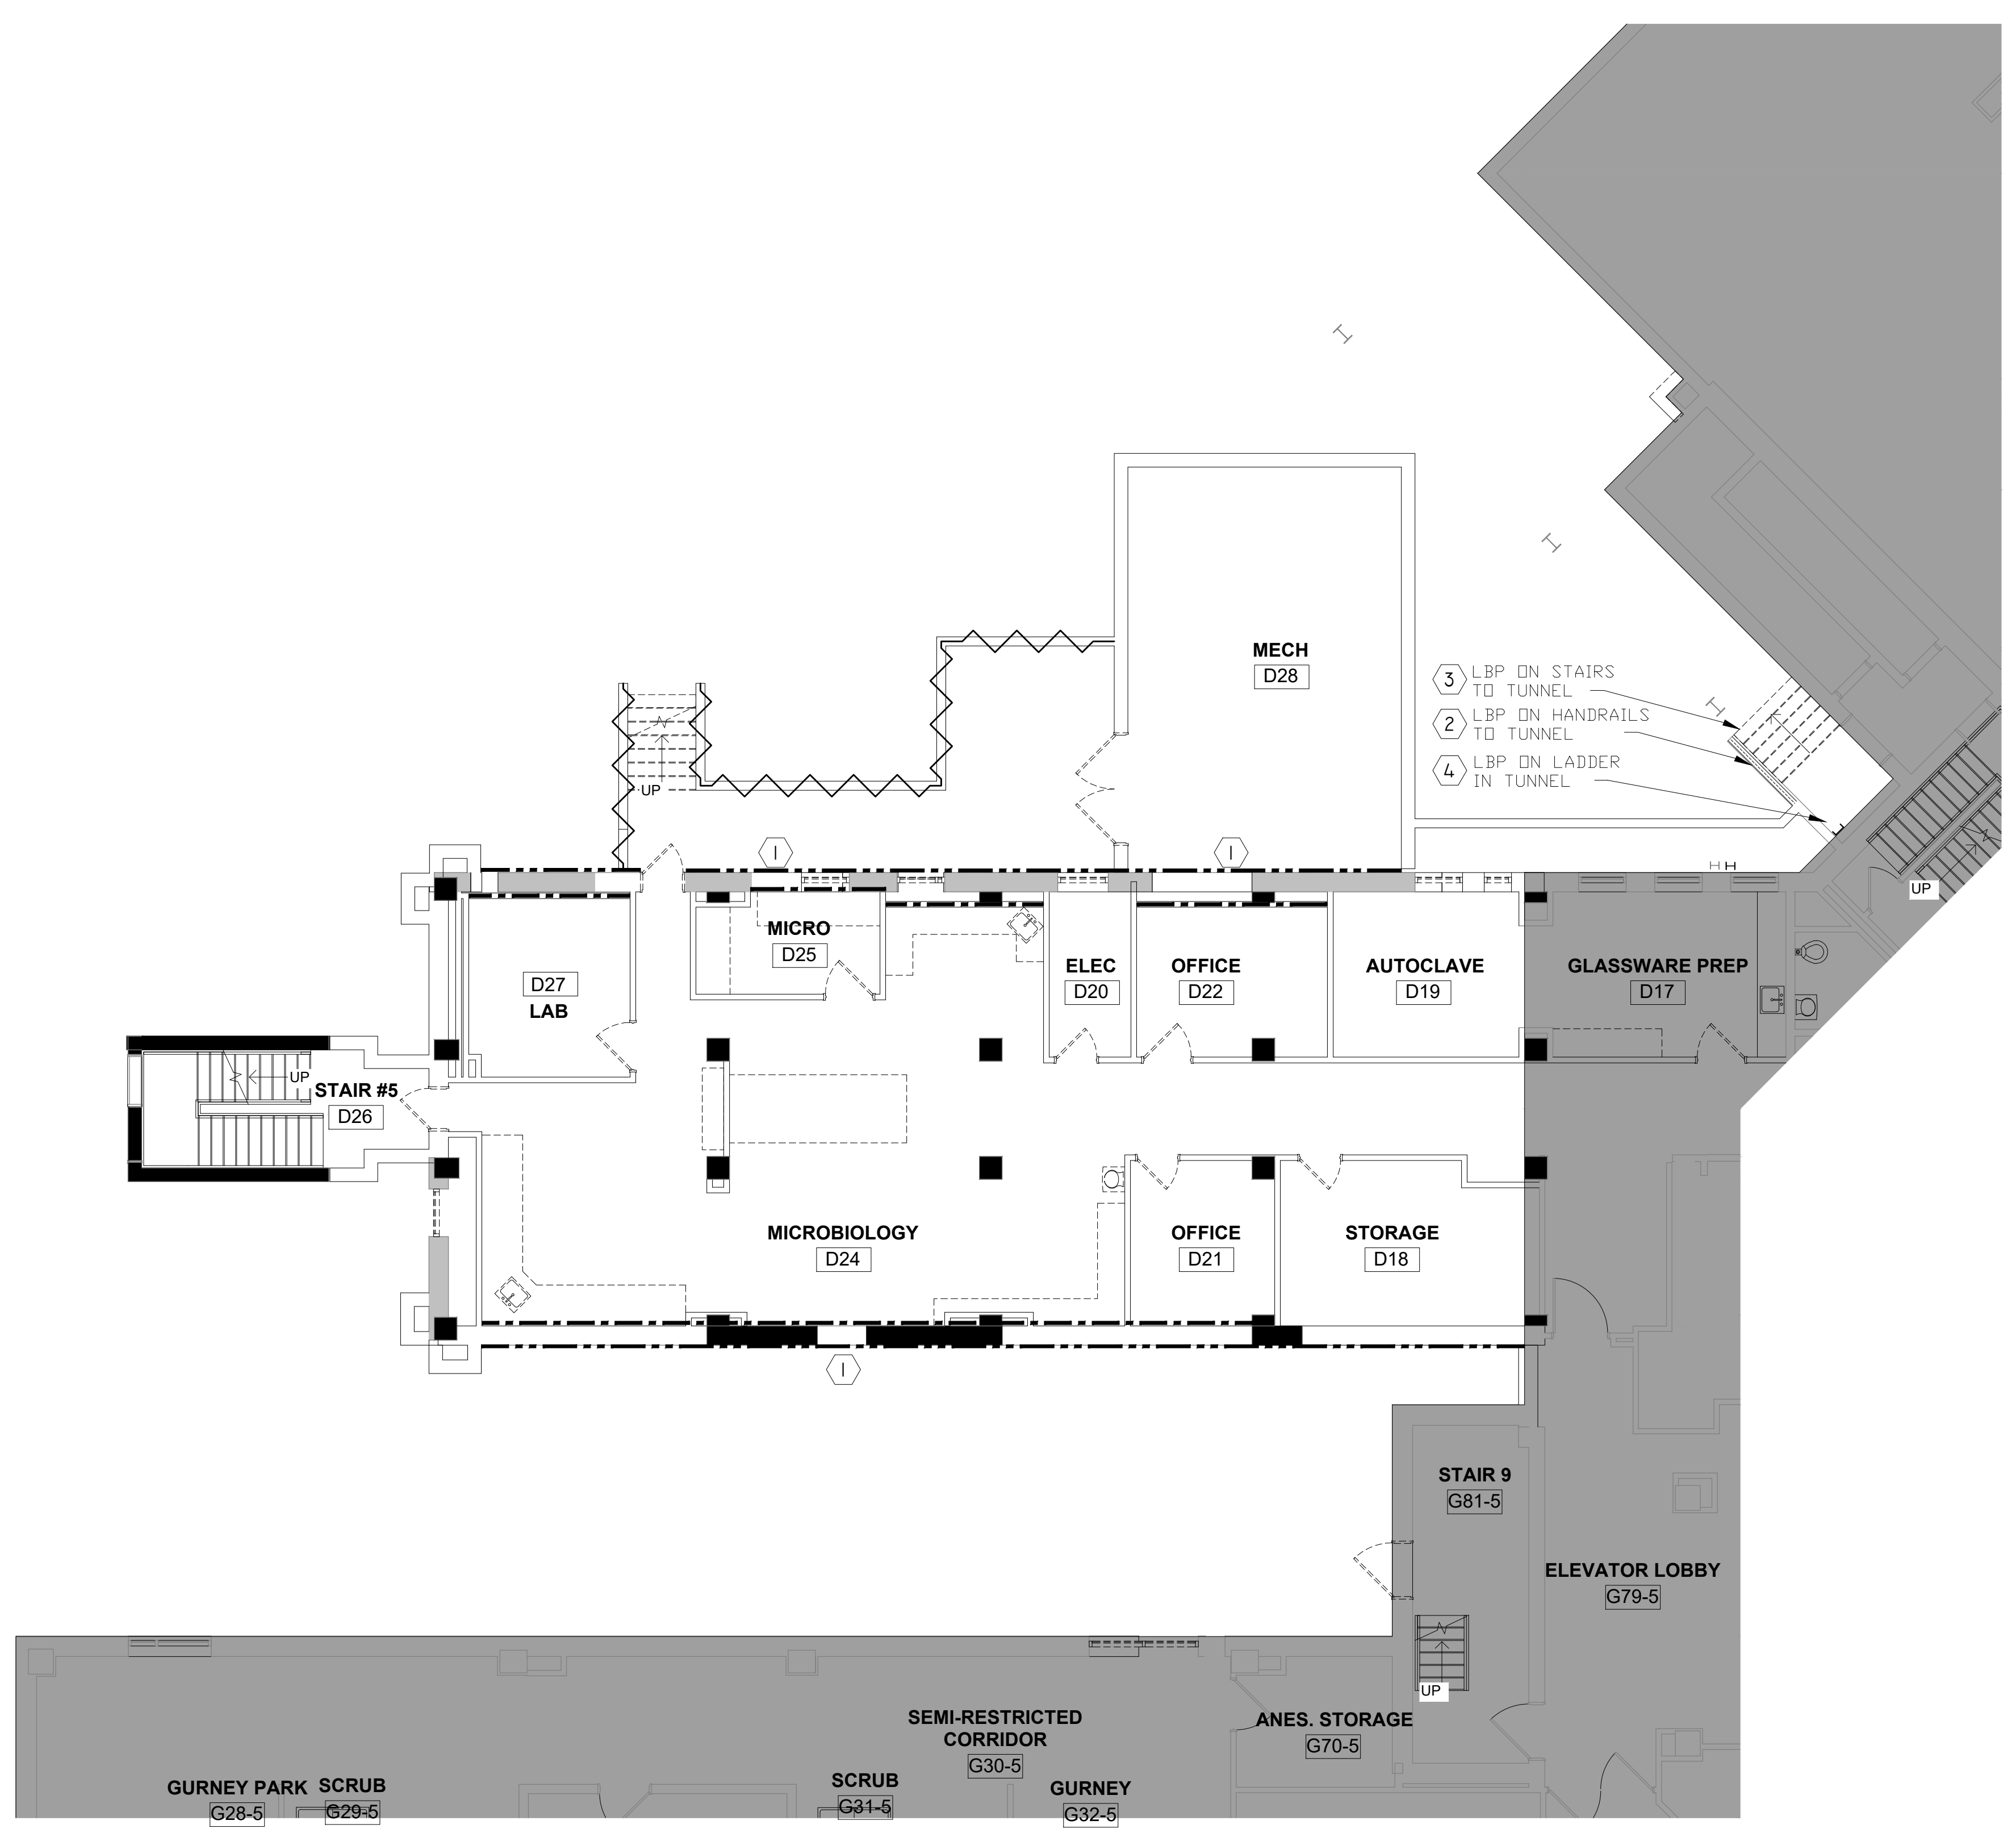 MECH
D28
3 LBP ON STAIRS
TO TUNNEL
2 LBP ON HANDRAILS
TO TUNNEL
4 LBP ON LADDER
IN TUNNEL
UP
1
1
UP
MICRO
D25
ELEC
D20
OFFICE
D22
AUTOCLAVE
D19
GLASSWARE PREP
D17
D27
LAB
UP
STAIR #5
D26
MICROBIOLOGY
D24
OFFICE
D21
STORAGE
D18
1
STAIR 9
G81-5
ELEVATOR LOBBY
G79-5
UP
SEMI-RESTRICTED
CORRIDOR
G30-5
ANES. STORAGE
G70-5
GURNEY PARK
G28-5
SCRUB
G29-5
SCRUB
G31-5
GURNEY
G32-5